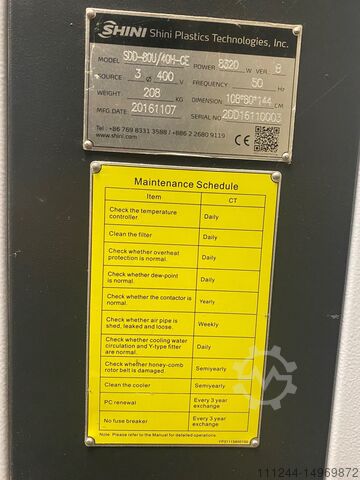 SHINI Shini Plastics Technologies, Inc.
MODEL SDD-80U/40H-CE POWER 8320 W VER. B
SOURCE 3 Ø 400 V FREQUENCY 50 Hz
WEIGHT 208 KG DIMENSION 108*80*144 CM
MFG. DATE 20161107 SERIAL NO 2DD16110003
Tel : +86 769 8331 3588 • +886 2 2680 9119
www.shini.com
CE
Maintenance Schedule
Item CT
Check the temperature controller. Daily
Clean the filter Daily
Check whether overheat protection is normal. Daily
Check whether dew-point is normal. Daily
Check whether the contactor is normal. Yearly
Check whether air pipe is shed, leaked and loose. Weekly
Check whether cooling water circulation and Y-type filter are normal. Daily
Check whether honey-comb rotor belt is damaged. Semiyearly
Clean the cooler Semiyearly
PC renewal Every 3 year exchange
No fuse breaker Every 3 year exchange
Note: Please refer to the Manual for detailed operations.
111244-14969872